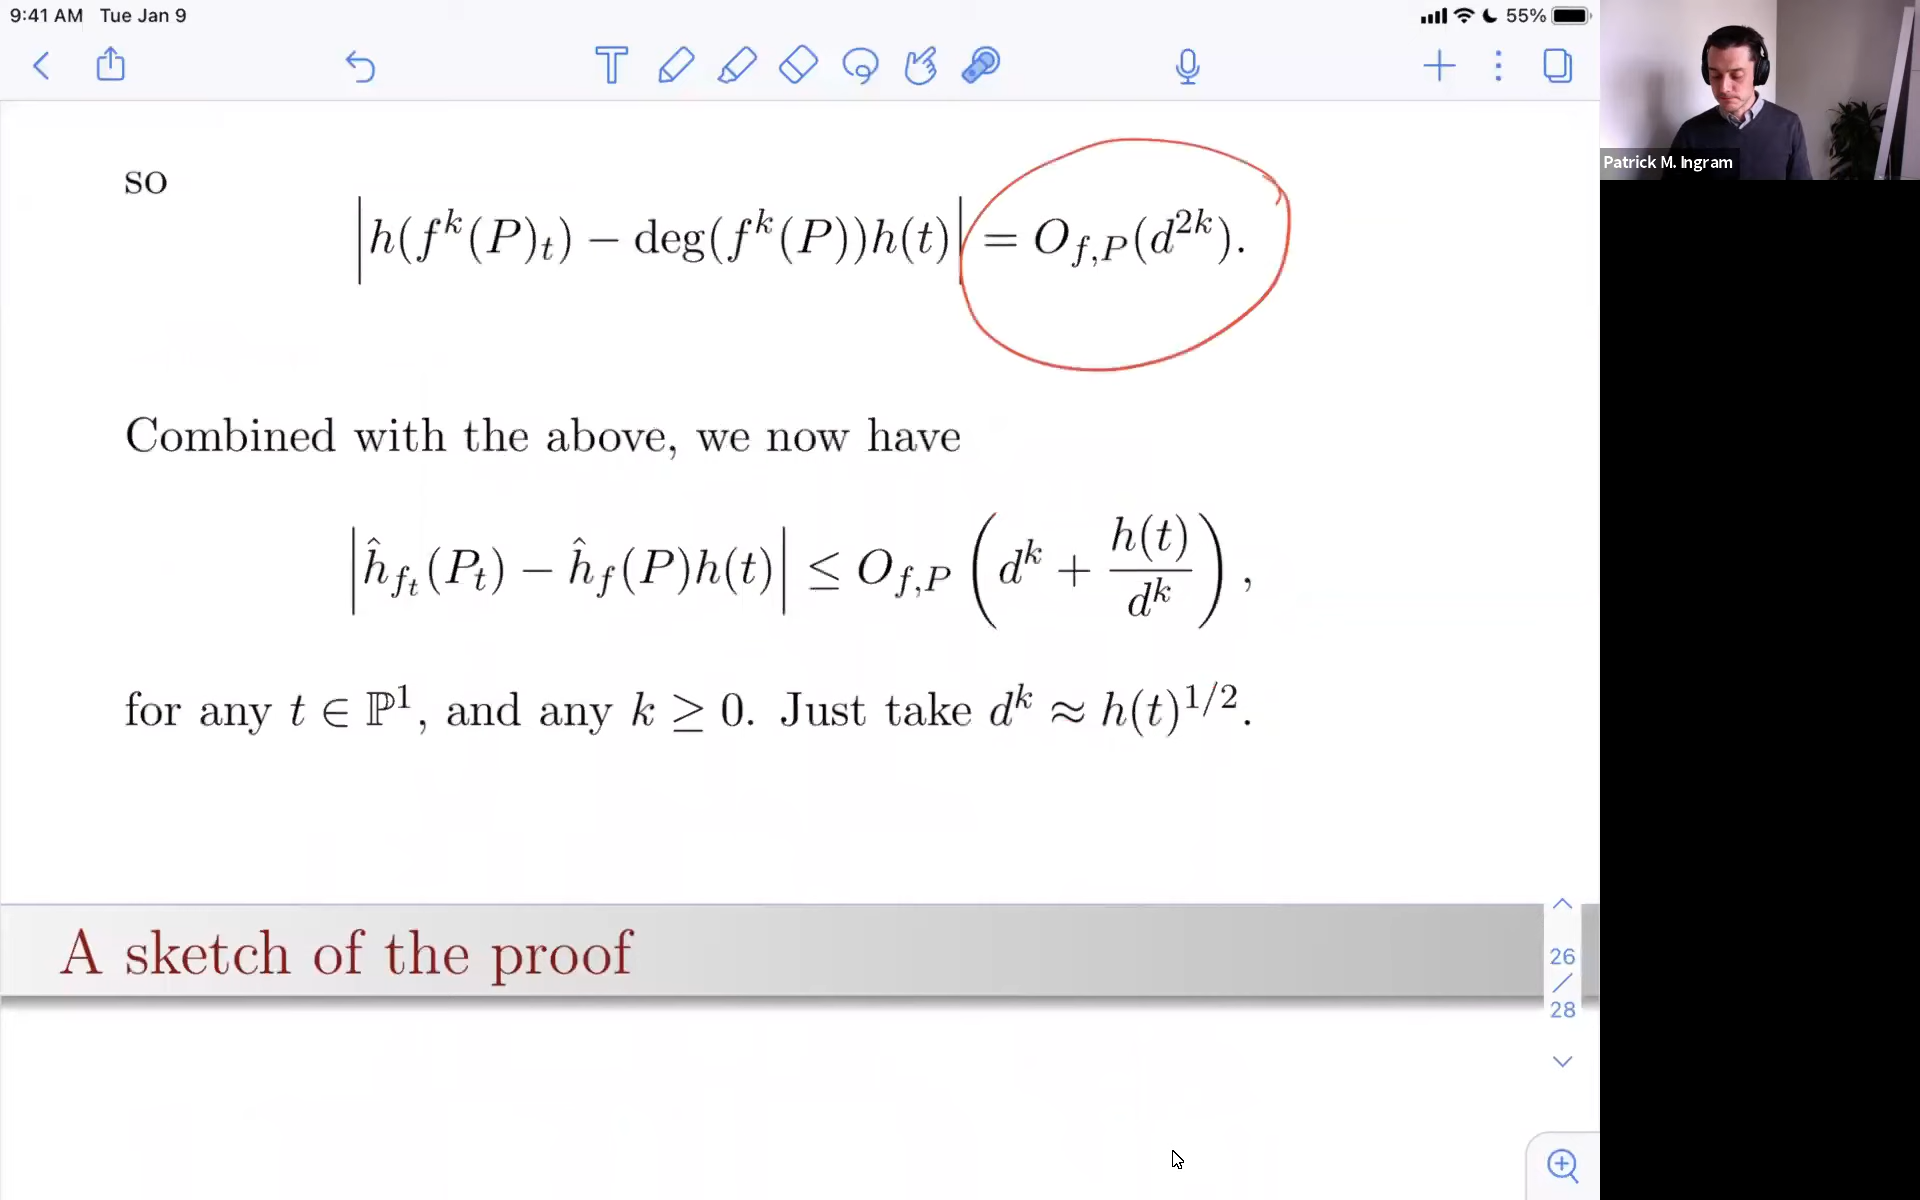 9:41 AM Tue Jan 9
55%
Patrick M. Ingram
so
|h(f^k(P)_t) − deg(f^k(P))h(t)| = O_{f,P}(d^{2k}).
Combined with the above, we now have
|ĥ_{f_t}(P_t) − ĥ_f(P)h(t)| ≤ O_{f,P}(d^k + h(t)/d^k),
for any t ∈ ℙ^1, and any k ≥ 0. Just take d^k ≈ h(t)^{1/2}.
A sketch of the proof
26
/
28